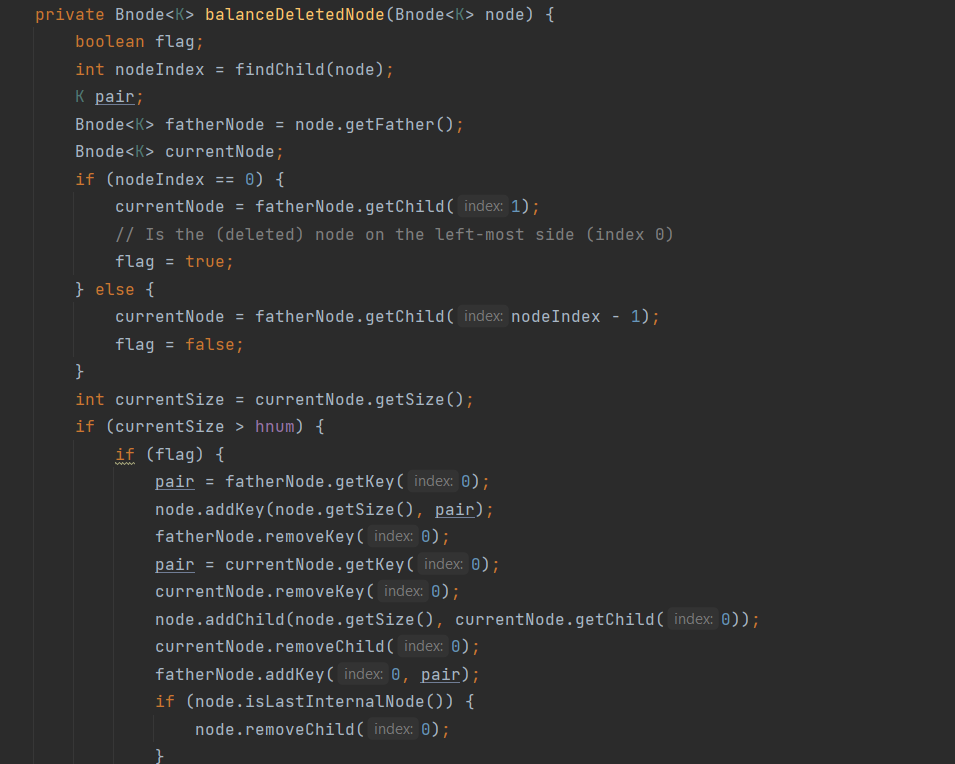 private Bnode<K> balanceDeletedNode(Bnode<K> node) {
boolean flag;
int nodeIndex = findChild(node);
K pair;
Bnode<K> fatherNode = node.getFather();
Bnode<K> currentNode;
if (nodeIndex == 0) {
currentNode = fatherNode.getChild( index: 1);
// Is the (deleted) node on the left-most side (index 0)
flag = true;
} else {
currentNode = fatherNode.getChild( index: nodeIndex - 1);
flag = false;
}
int currentSize = currentNode.getSize();
if (currentSize > hnum) {
if (flag) {
pair = fatherNode.getKey( index: 0);
node.addKey(node.getSize(), pair);
fatherNode.removeKey( index: 0);
pair = currentNode.getKey( index: 0);
currentNode.removeKey( index: 0);
node.addChild(node.getSize(), currentNode.getChild( index: 0));
currentNode.removeChild( index: 0);
fatherNode.addKey( index: 0, pair);
if (node.isLastInternalNode()) {
node.removeChild( index: 0);
}